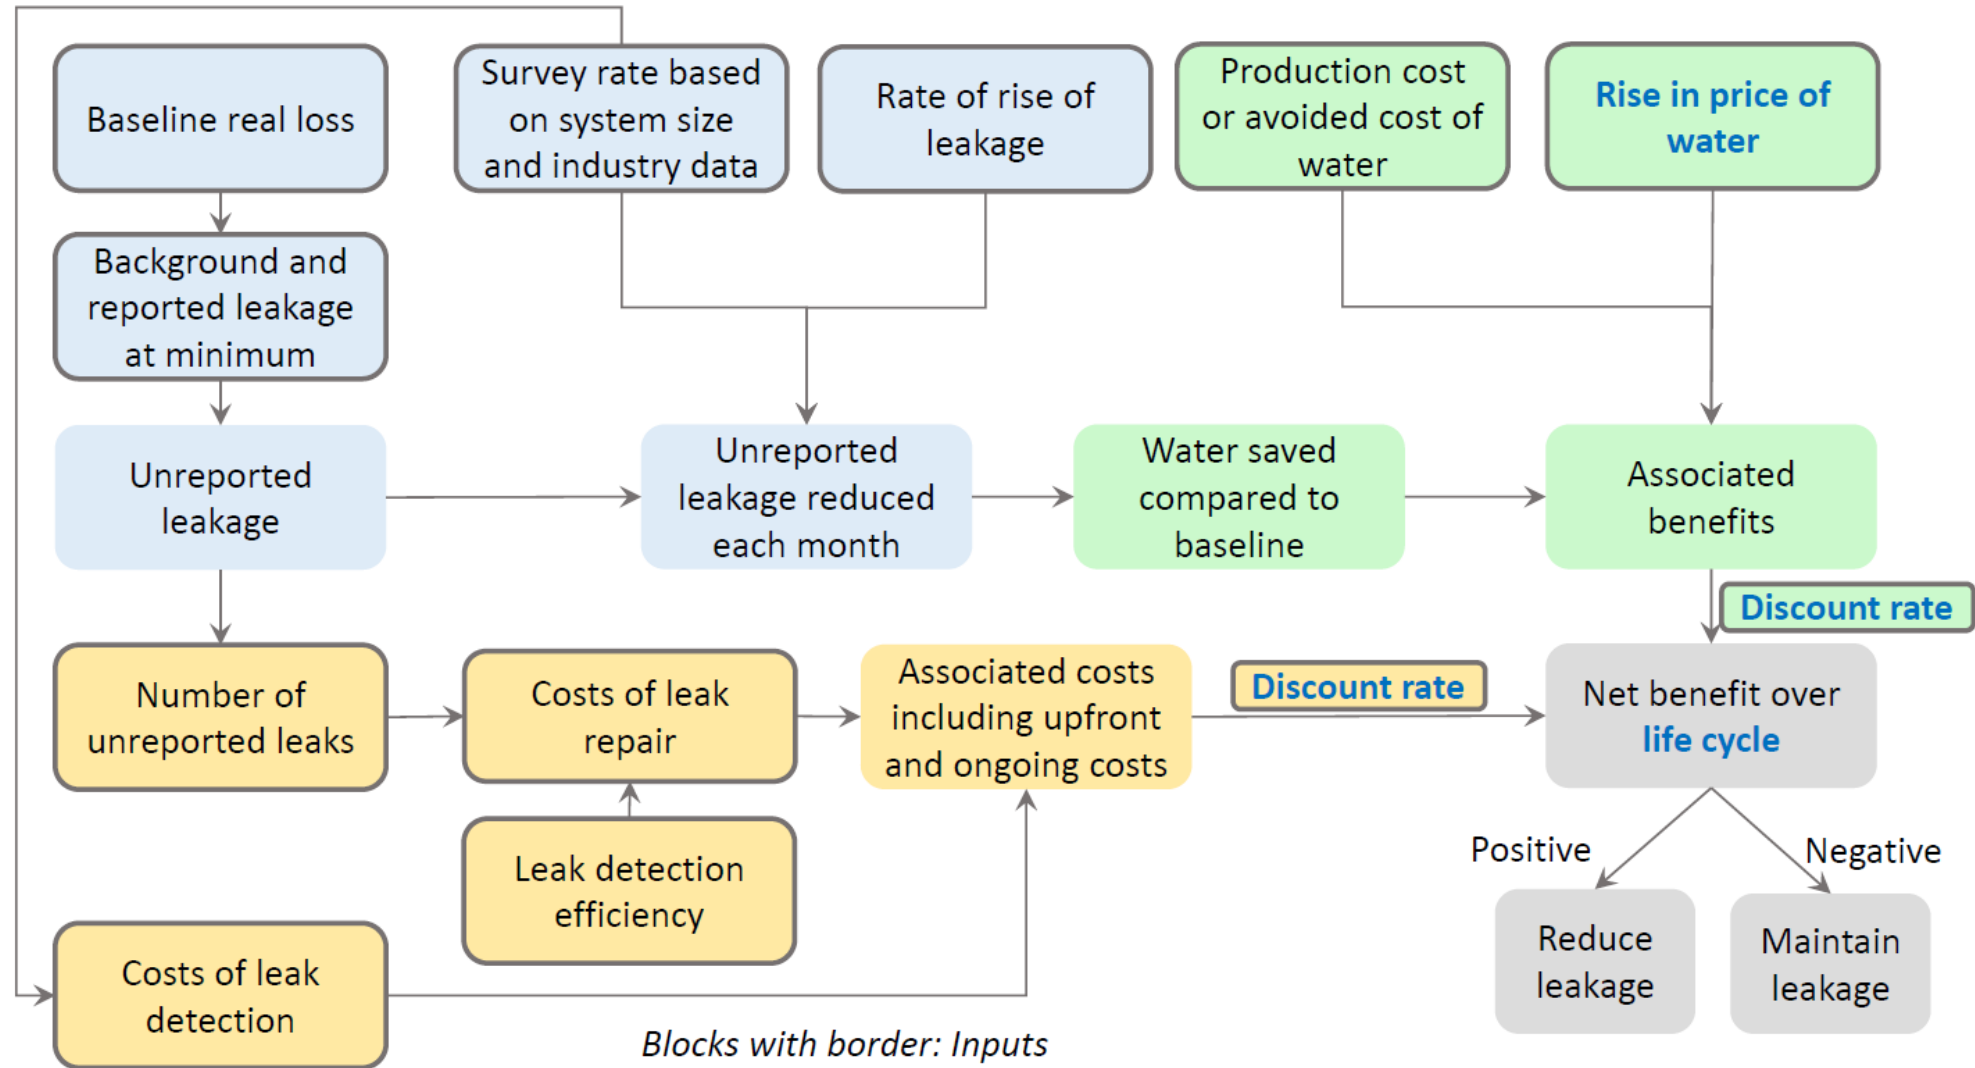 Baseline real loss
Survey rate based
on system size
and industry data
Rate of rise of
leakage
Production cost
or avoided cost of
water
Rise in price of
water
Background and
reported leakage
at minimum
Unreported
leakage
Unreported
leakage reduced
each month
Water saved
compared to
baseline
Associated
benefits
Discount rate
Number of
unreported leaks
Costs of leak
repair
Associated costs
including upfront
and ongoing costs
Discount rate
Net benefit over
life cycle
Leak detection
efficiency
Positive
Negative
Costs of leak
detection
Reduce
leakage
Maintain
leakage
Blocks with border: Inputs